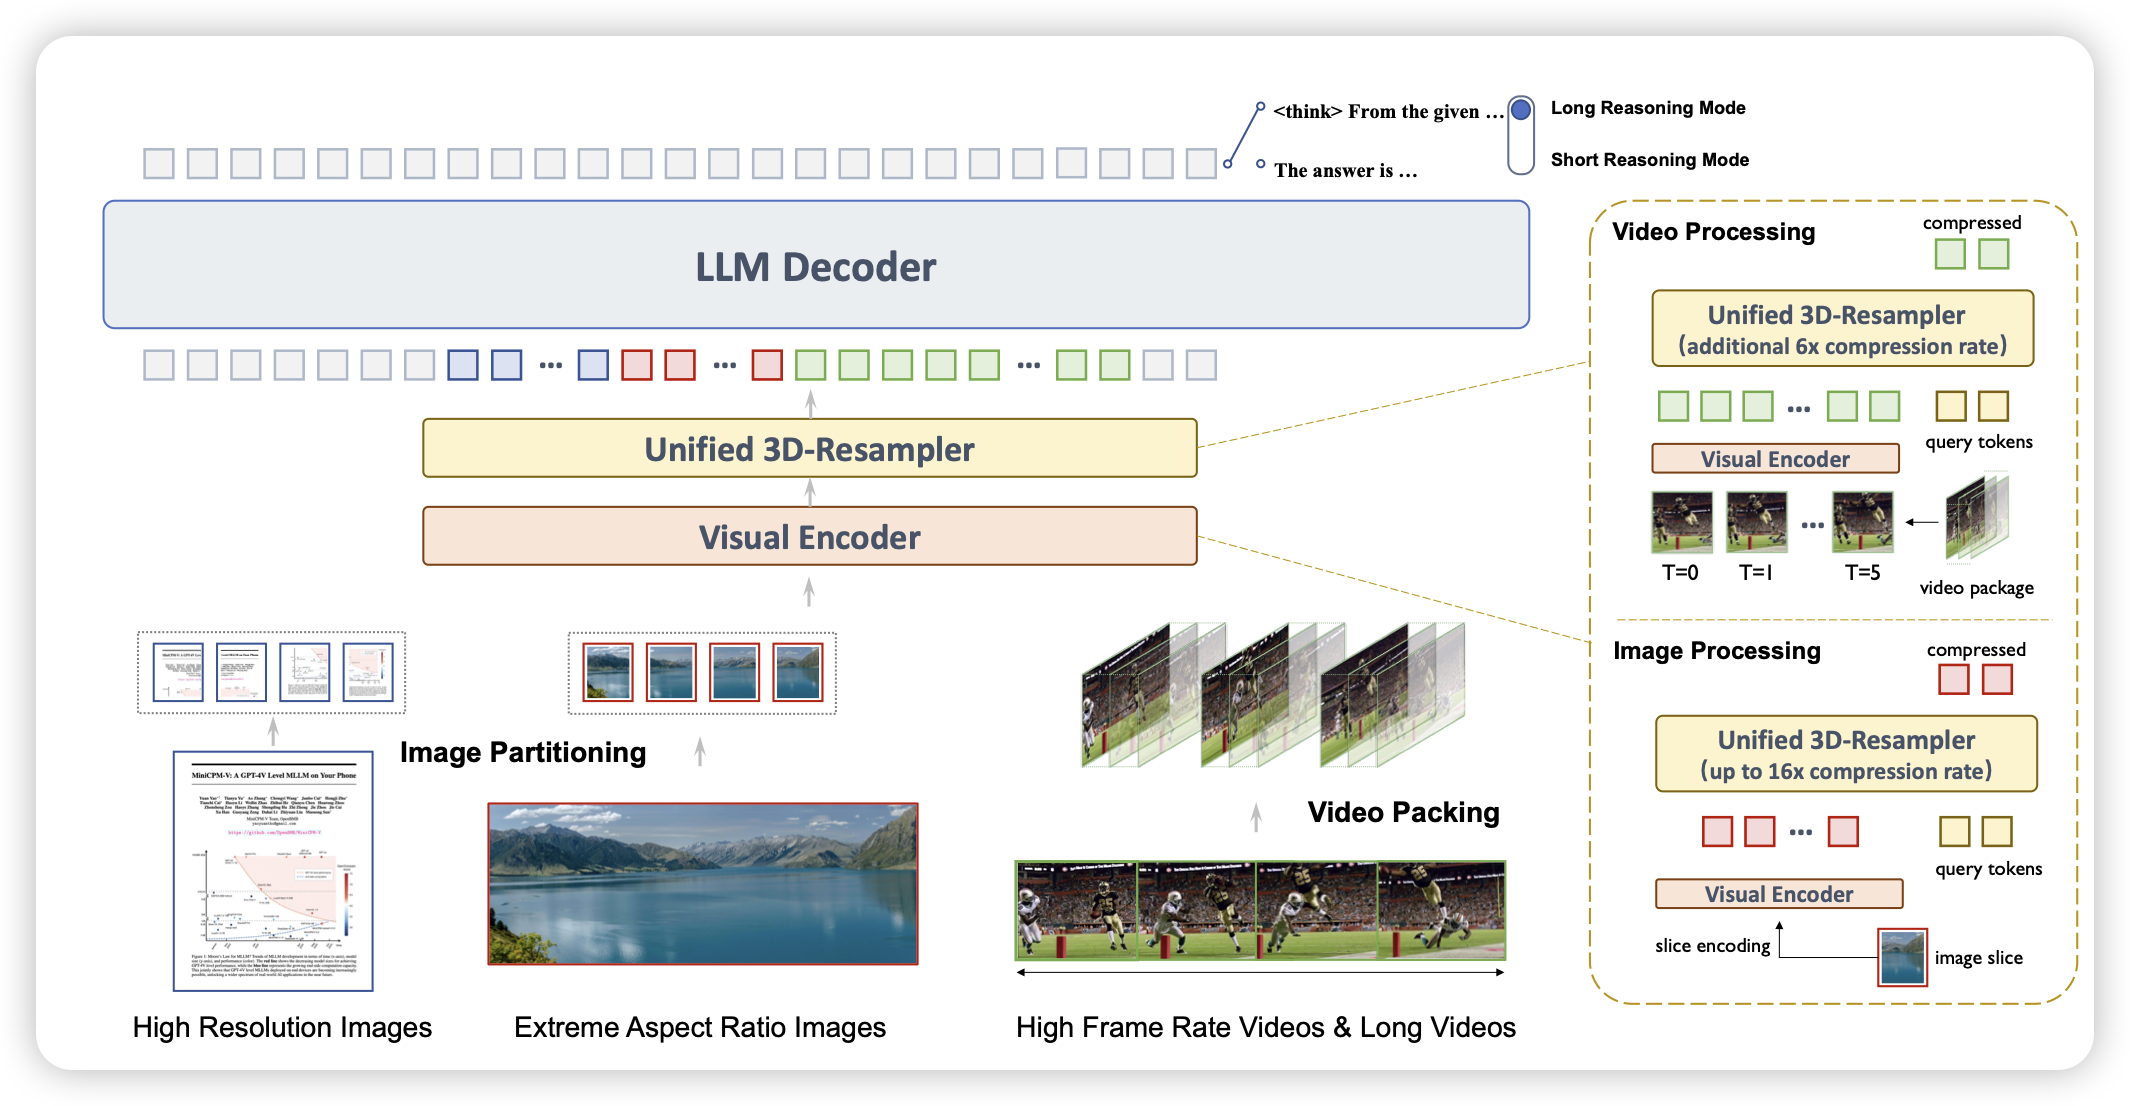 <think> From the given ...
Long Reasoning Mode
Short Reasoning Mode
The answer is ...
LLM Decoder
...
...
...
Unified 3D-Resampler
Visual Encoder
Image Partitioning
MiniCPM-V: A GPT-4V Level MLLM on Your Phone
MiniCPM-V Team, OpenBMB
High Resolution Images
Extreme Aspect Ratio Images
Video Packing
High Frame Rate Videos & Long Videos
Video Processing
compressed
Unified 3D-Resampler
(additional 6x compression rate)
...
query tokens
Visual Encoder
...
T=0
T=1
T=5
video package
Image Processing
compressed
Unified 3D-Resampler
(up to 16x compression rate)
...
query tokens
Visual Encoder
slice encoding
image slice